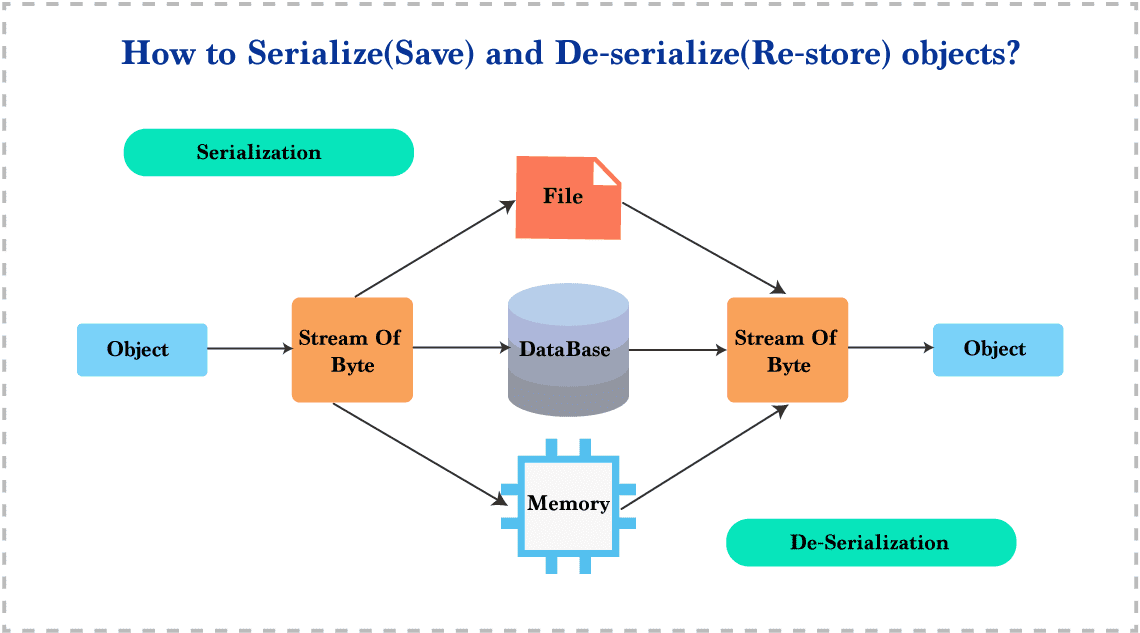 How to Serialize(Save) and De-serialize(Re-store) objects?
Serialization
File
Object
Stream Of
Byte
DataBase
Stream Of
Byte
Object
Memory
De-Serialization